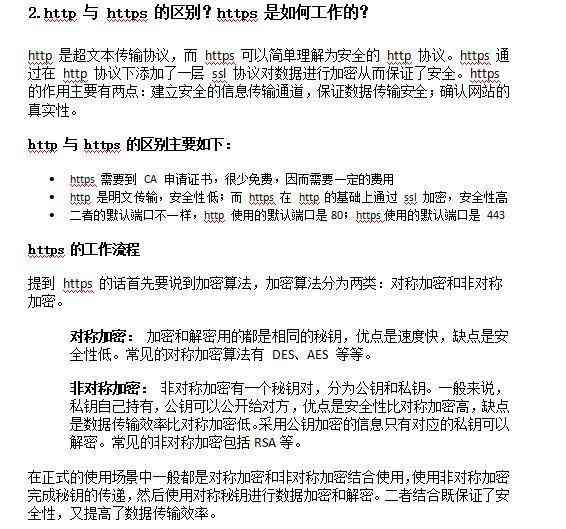 2.http 与 https 的区别？https 是如何工作的？
http 是超文本传输协议，而 https 可以简单理解为安全的 http 协议。https 通
过在 http 协议下添加了一层 ssl 协议对数据进行加密从而保证了安全。https
的作用主要有两点：建立安全的信息传输通道，保证数据传输安全；确认网站的
真实性。
http 与 https 的区别主要如下：
• https 需要到 CA 申请证书，很少免费，因而需要一定的费用
• http 是明文传输，安全性低；而 https 在 http 的基础上通过 ssl 加密，安全性高
• 二者的默认端口不一样，http 使用的默认端口是80；https使用的默认端口是 443
https 的工作流程
提到 https 的话首先要说到加密算法，加密算法分为两类：对称加密和非对称
加密。
对称加密： 加密和解密用的都是相同的秘钥，优点是速度快，缺点是安
全性低。常见的对称加密算法有 DES、AES 等等。
非对称加密： 非对称加密有一个秘钥对，分为公钥和私钥。一般来说，
私钥自己持有，公钥可以公开给对方，优点是安全性比对称加密高，缺点
是数据传输效率比对称加密低。采用公钥加密的信息只有对应的私钥可以
解密。常见的非对称加密包括RSA等。
在正式的使用场景中一般都是对称加密和非对称加密结合使用，使用非对称加密
完成秘钥的传递，然后使用对称秘钥进行数据加密和解密。二者结合既保证了安
全性，又提高了数据传输效率。